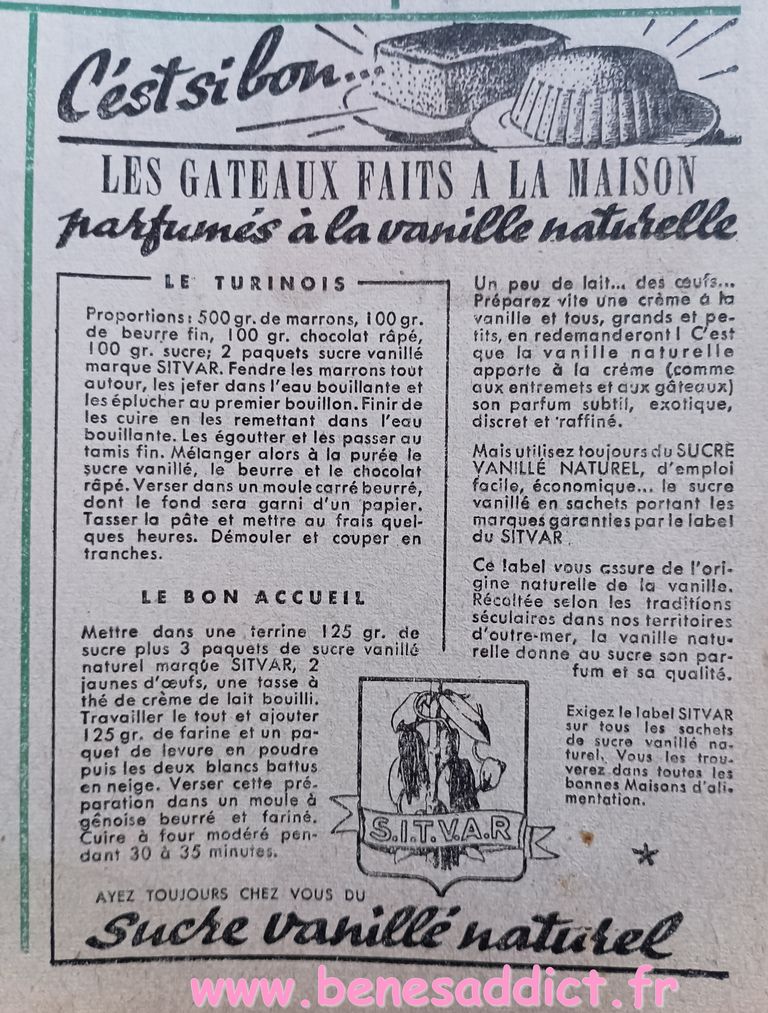 C'est si bon...
LES GATEAUX FAITS A LA MAISON
parfumés à la vanille naturelle
LE TURINOIS
Proportions: 500 gr. de marrons, 100 gr.
de beurre fin, 100 gr. chocolat râpé,
100 gr. sucre; 2 paquets sucre vanillé
marque SITVAR. Fendre les marrons tout
autour, les jeter dans l'eau bouillante et
les éplucher au premier bouillon. Finir de
les cuire en les remettant dans l'eau
bouillante. Les égoutter et les passer au
tamis fin. Mélanger alors à la purée le
sucre vanillé, le beurre et le chocolat
râpé. Verser dans un moule carré beurré,
dont le fond sera garni d'un papier.
Tasser la pâte et mettre au frais quel-
ques heures. Démouler et couper en
tranches.
LE BON ACCUEIL
Mettre dans une terrine 125 gr. de
sucre plus 3 paquets de sucre vanillé
naturel marque SITVAR, 2
jaunes d'œufs, une tasse à
thé de crème de lait bouilli.
Travailler le tout et ajouter
125 gr. de farine et un pa-
quet de levure en poudre
puis les deux blancs battus
en neige. Verser cette pré-
paration dans un moule à
génoise beurré et fariné.
Cuire à four modéré pen-
dant 30 à 35 minutes.
Un peu de lait... des œufs...
Préparez vite une crème à la
vanille et tous, grands et pe-
tits, en redemanderont! C'est
que la vanille naturelle
apporte à la crème (comme
aux entremets et aux gâteaux)
son parfum subtil, exotique,
discret et raffiné.
Mais utilisez toujours du SUCRE
VANILLÉ NATUREL, d'emploi
facile, économique... le sucre
vanillé en sachets portant les
marques garanties par le label
du SITVAR.
Ce label vous assure de l'ori-
gine naturelle de la vanille.
Récoltée selon les traditions
séculaires dans nos territoires
d'outre-mer, la vanille natu-
relle donne au sucre son par-
fum et sa qualité.
Exigez le label SITVAR
sur tous les sachets
de sucre vanillé na-
turel. Vous les trou-
verez dans toutes les
bonnes Maisons d'ali-
mentation.
S.I.T.V.A.R
AYEZ TOUJOURS CHEZ VOUS DU
Sucre vanillé naturel
www.benesaddict.fr